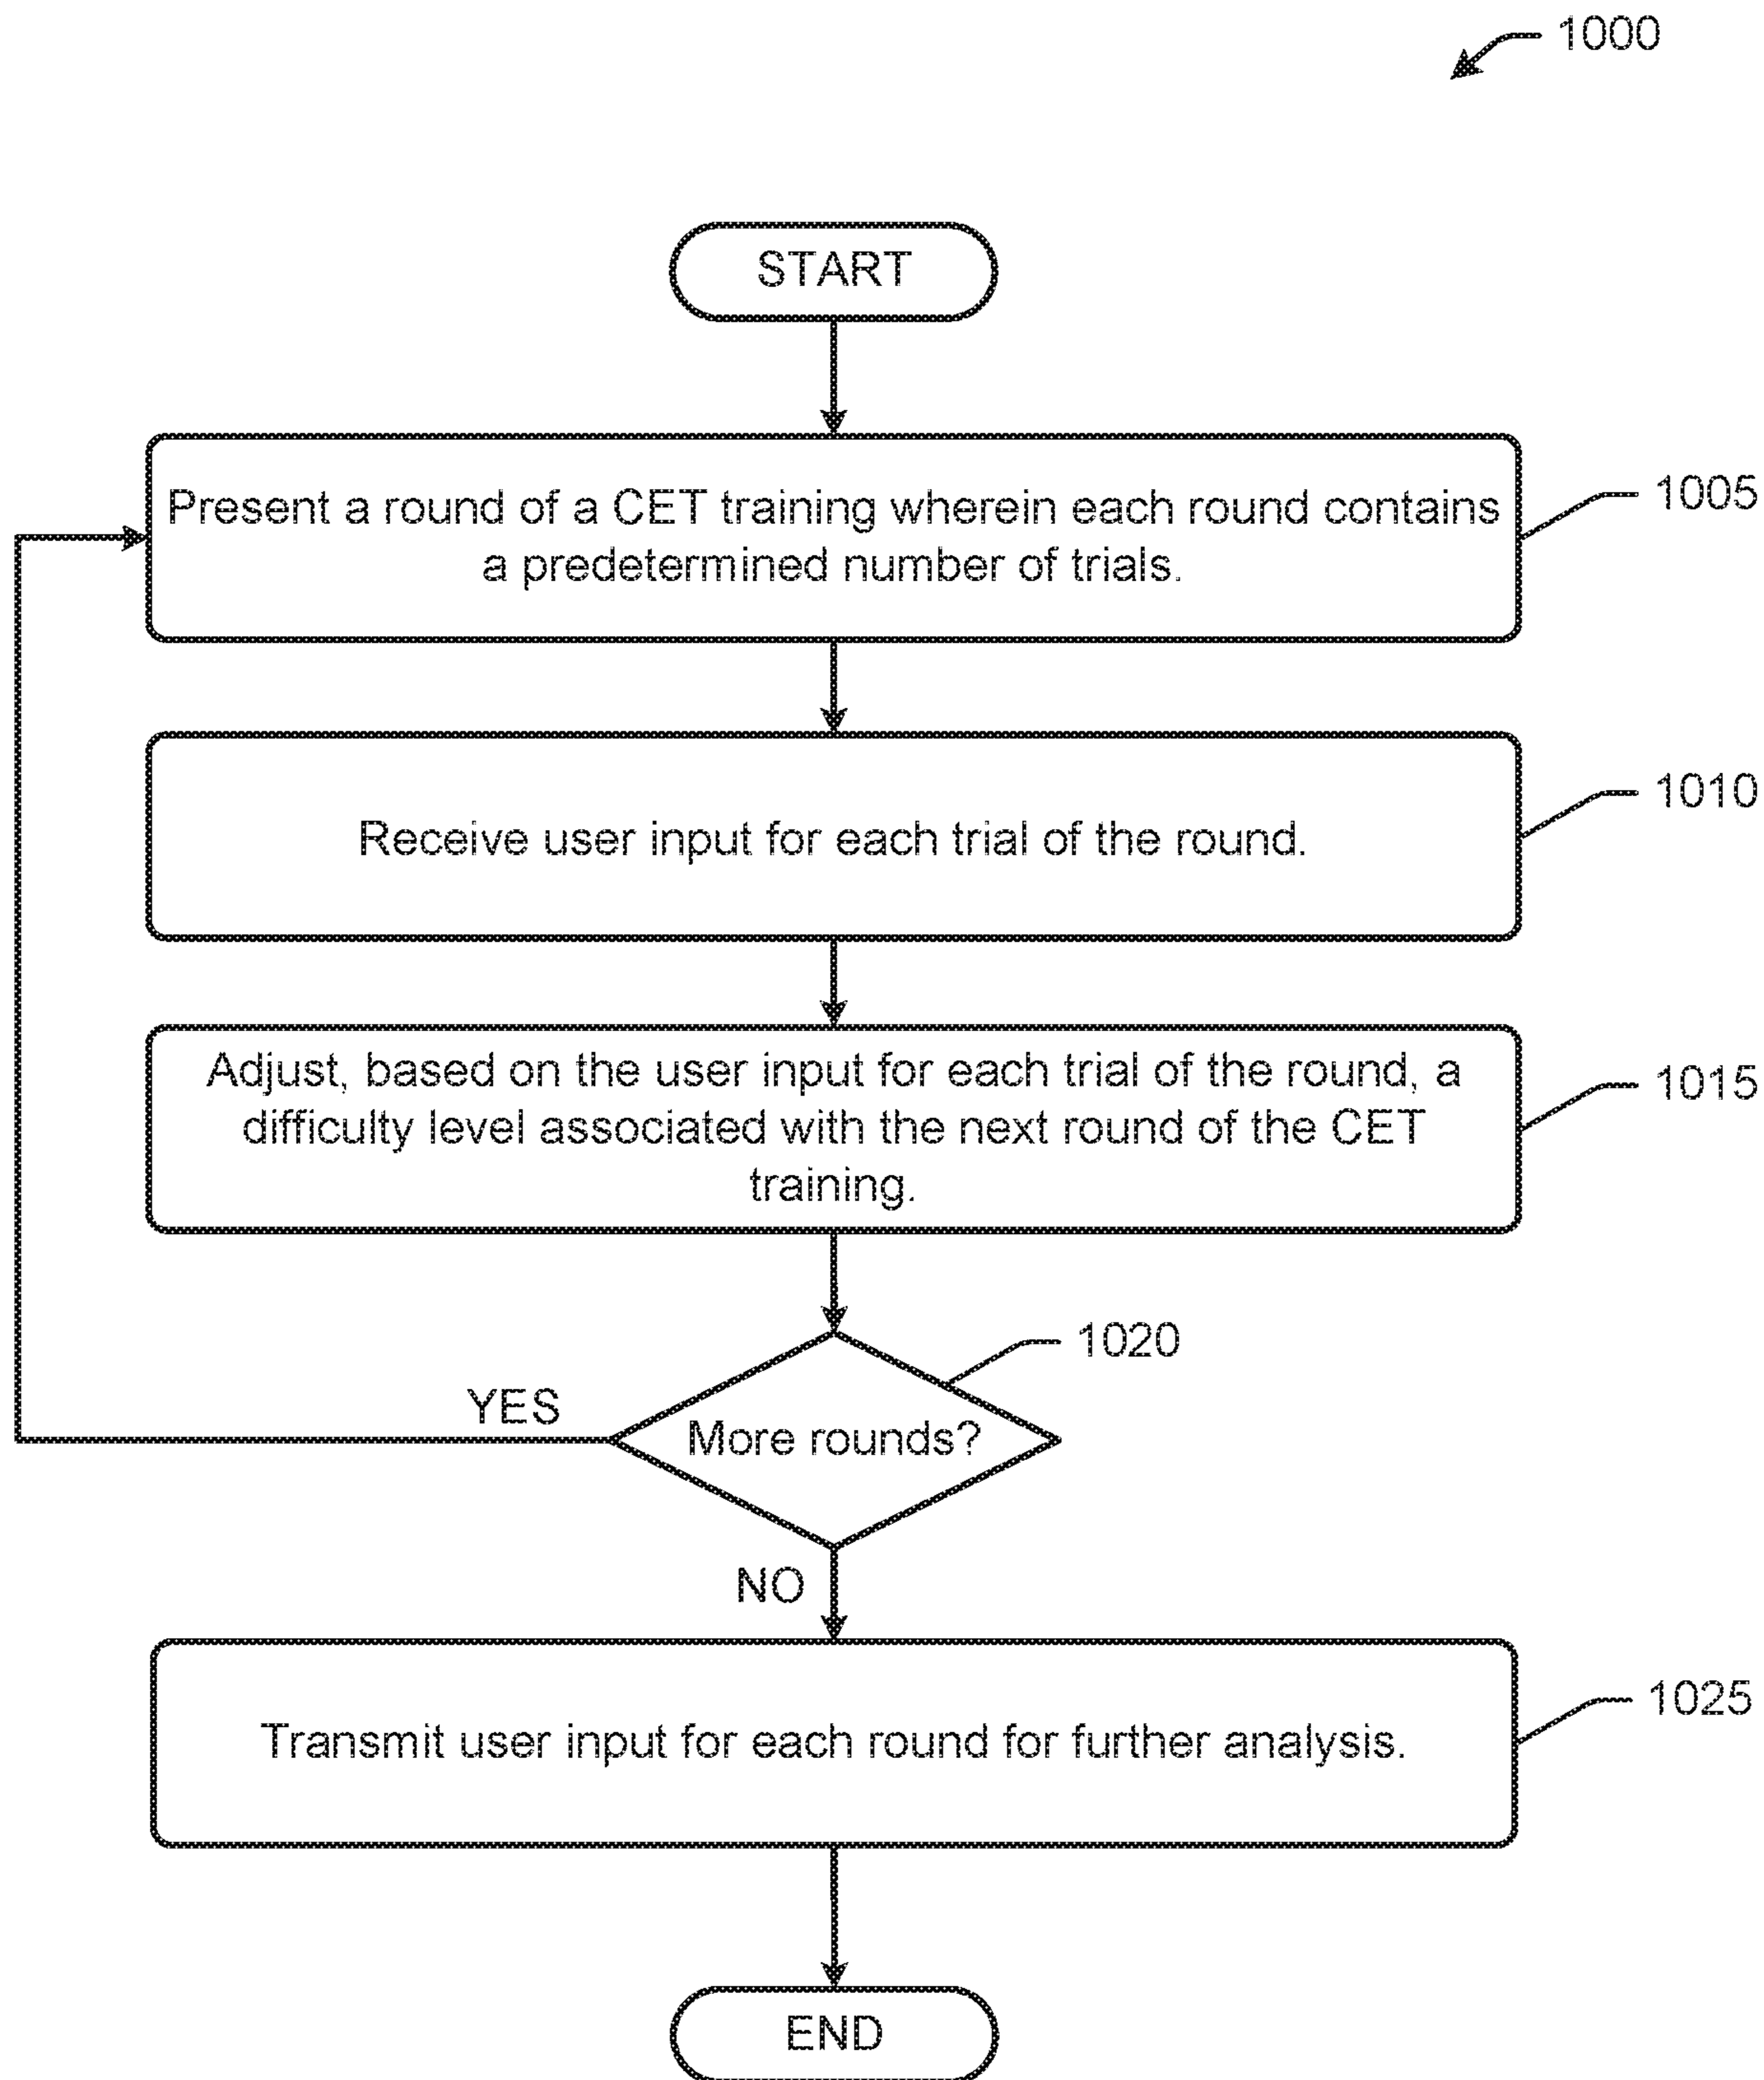 1000
START
Present a round of a CET training wherein each round contains
a predetermined number of trials.
1005
Receive user input for each trial of the round.
1010
Adjust, based on the user input for each trial of the round, a
difficulty level associated with the next round of the CET
training.
1015
More rounds?
1020
YES
NO
Transmit user input for each round for further analysis.
1025
END